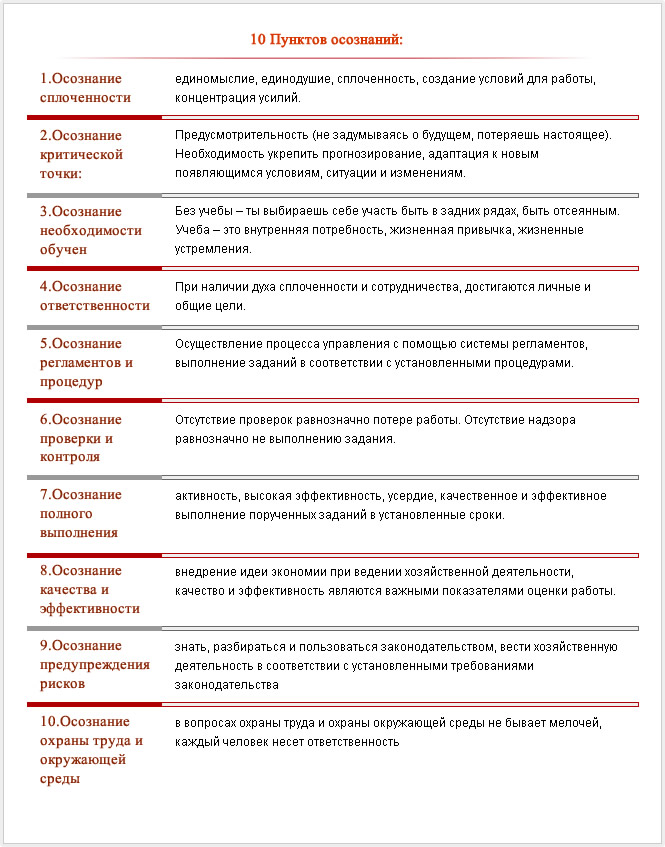 10 Пунктов осознаний:
1.Осознание
сплоченности
единомыслие, единодушие, сплоченность, создание условий для работы,
концентрация усилий.
2.Осознание
критической
точки:
Предусмотрительность (не задумываясь о будущем, потеряешь настоящее).
Необходимость укрепить прогнозирование, адаптация к новым
появляющимся условиям, ситуации и изменениям.
3.Осознание
необходимости
обучен
Без учебы – ты выбираешь себе участь быть в задних рядах, быть отсеянным.
Учеба – это внутренняя потребность, жизненная привычка, жизненные
устремления.
4.Осознание
ответственности
При наличии духа сплоченности и сотрудничества, достигаются личные и
общие цели.
5.Осознание
регламентов и
процедур
Осуществление процесса управления с помощью системы регламентов,
выполнение заданий в соответствии с установленными процедурами.
6.Осознание
проверки и
контроля
Отсутствие проверок равнозначно потере работы. Отсутствие надзора
равнозначно не выполнению задания.
7.Осознание
полного
выполнения
активность, высокая эффективность, усердие, качественное и эффективное
выполнение порученных заданий в установленные сроки.
8.Осознание
качества и
эффективности
внедрение идеи экономии при ведении хозяйственной деятельности,
качество и эффективность являются важными показателями оценки работы.
9.Осознание
предупреждения
рисков
знать, разбираться и пользоваться законодательством, вести хозяйственную
деятельность в соответствии с установленными требованиями
законодательства
10.Осознание
охраны труда и
окружающей
среды
в вопросах охраны труда и охраны окружающей среды не бывает мелочей,
каждый человек несет ответственность